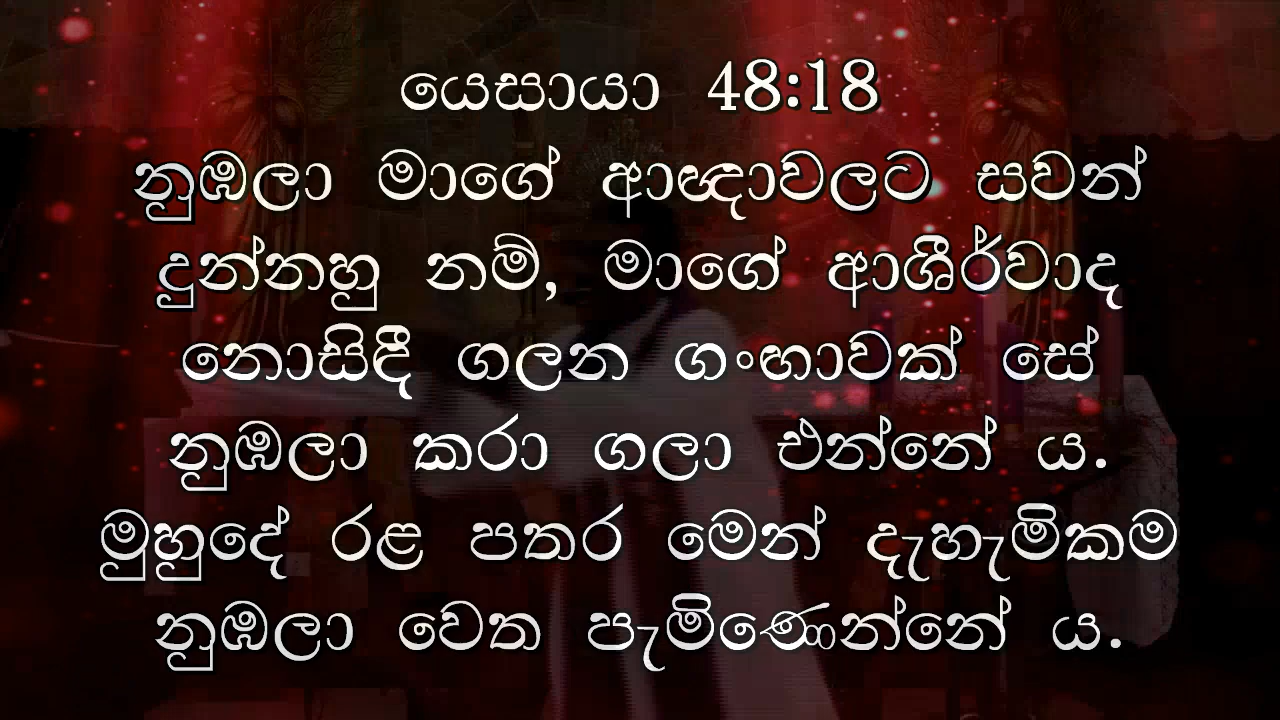 යෙසායා 48:18
නුඹලා මාගේ ආඥාවලට සවන්
දුන්නහු නම්, මාගේ ආශීර්වාද
නොසිඳී ගලන ගංඟාවක් සේ
නුඹලා කරා ගලා එන්නේ ය.
මුහුදේ රළ පතර මෙන් දැහැමිකම
නුඹලා වෙත පැමිණෙන්නේ ය.